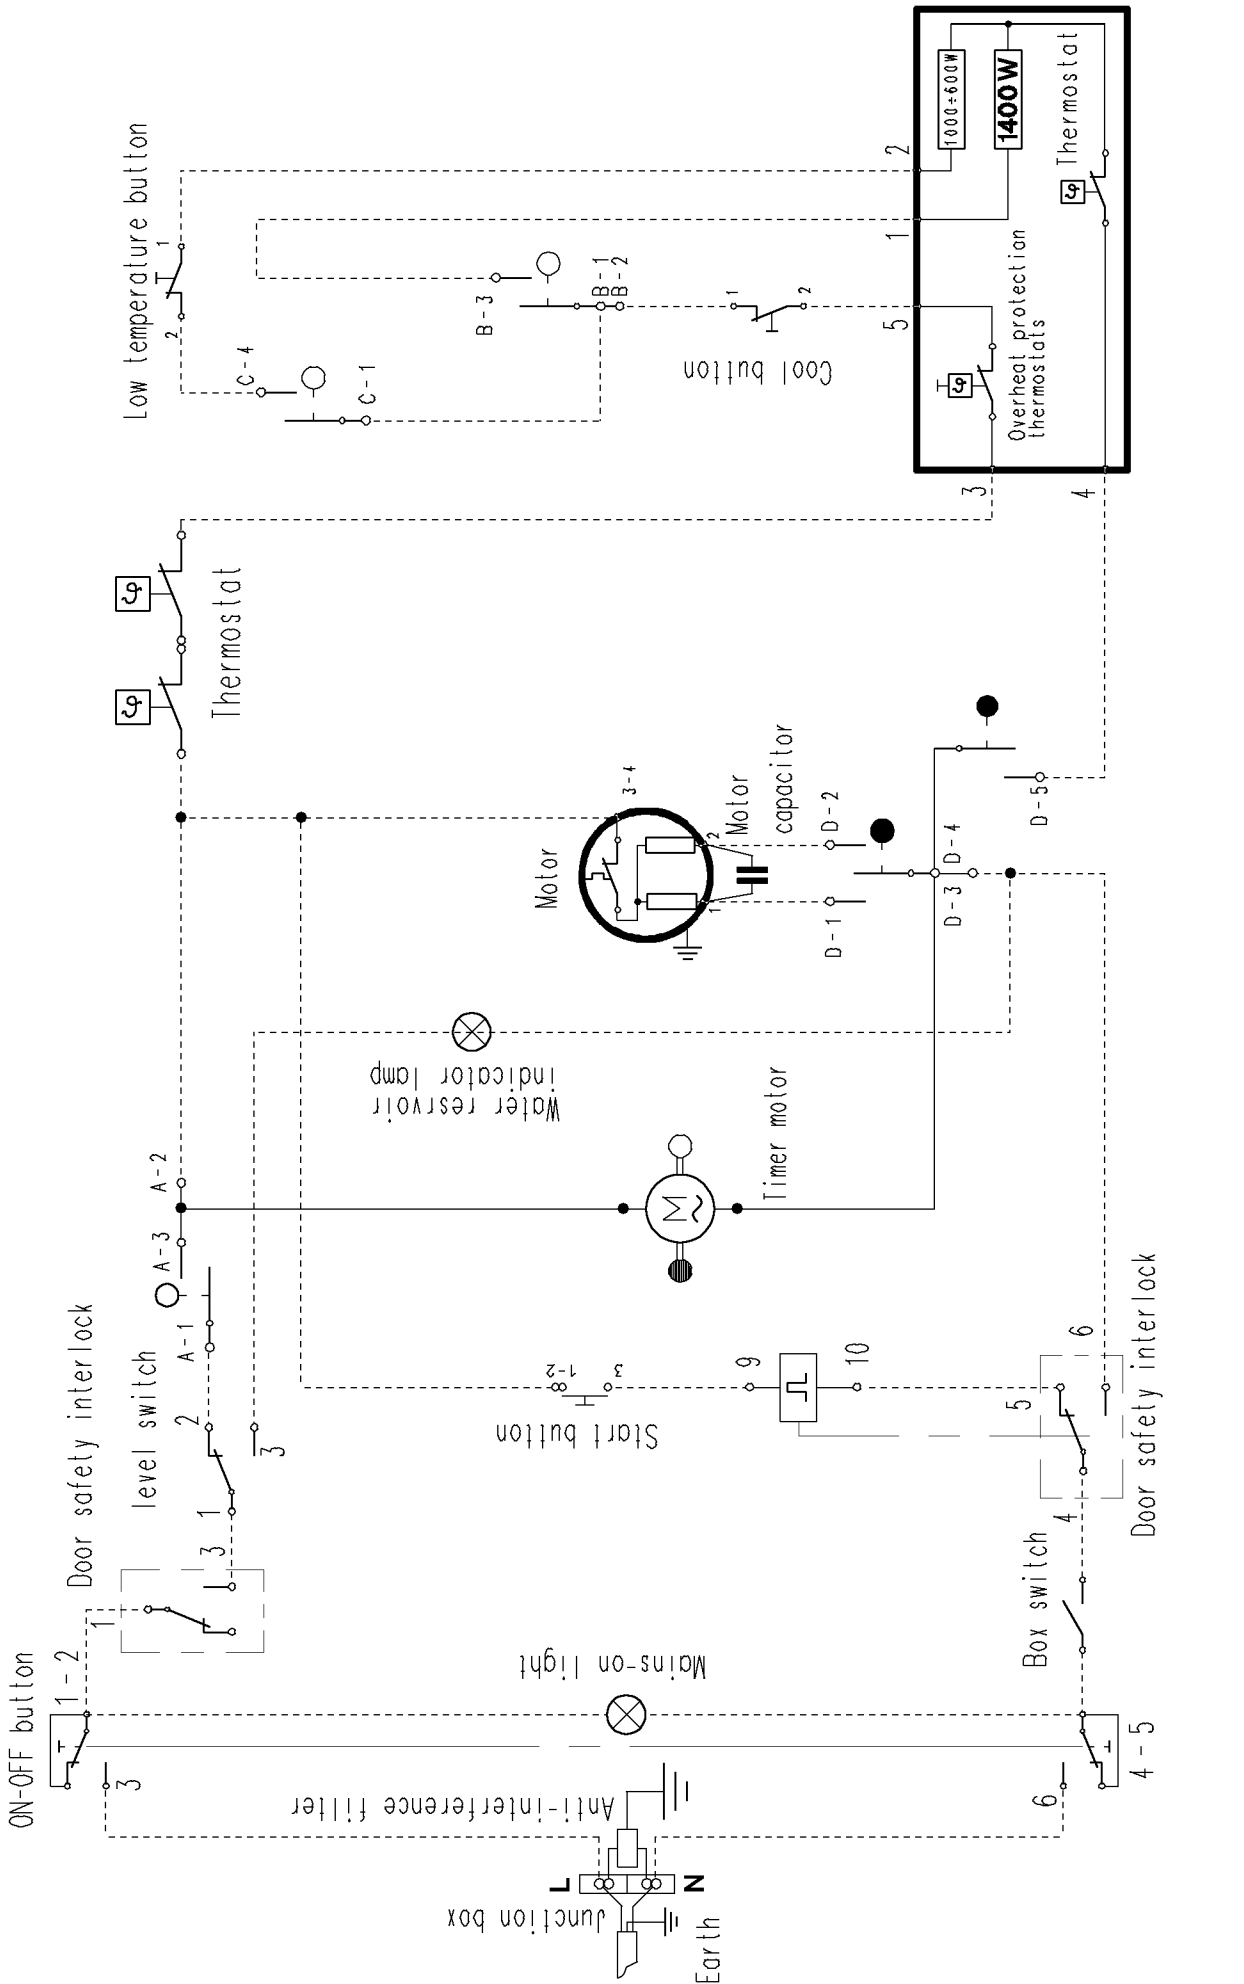 ON-OFF button
1-2
3
Door safety interlock
1
3
level switch
1
2
3
A-1
A-3
A-2
Thermostat
Low temperature button
2
1
C-4
C-1
B-3
B-1
B-2
Cool button
1
2
5
1
2
3
4
1000÷600W
1400W
Thermostat
Overheat protection
thermostats
Motor
3-4
1
2
Motor
capacitor
D-2
D-1
D-3
D-4
D-5
Water resrvoir
indicator lamp
Timer motor
M
Start button
1-2
3
9
10
Door safety interlock
5
6
4
Box switch
4-5
6
Mains-on light
Anti-interference filter
L
N
Junction box
Earth
ϑ
ϑ
ϑ
ϑ